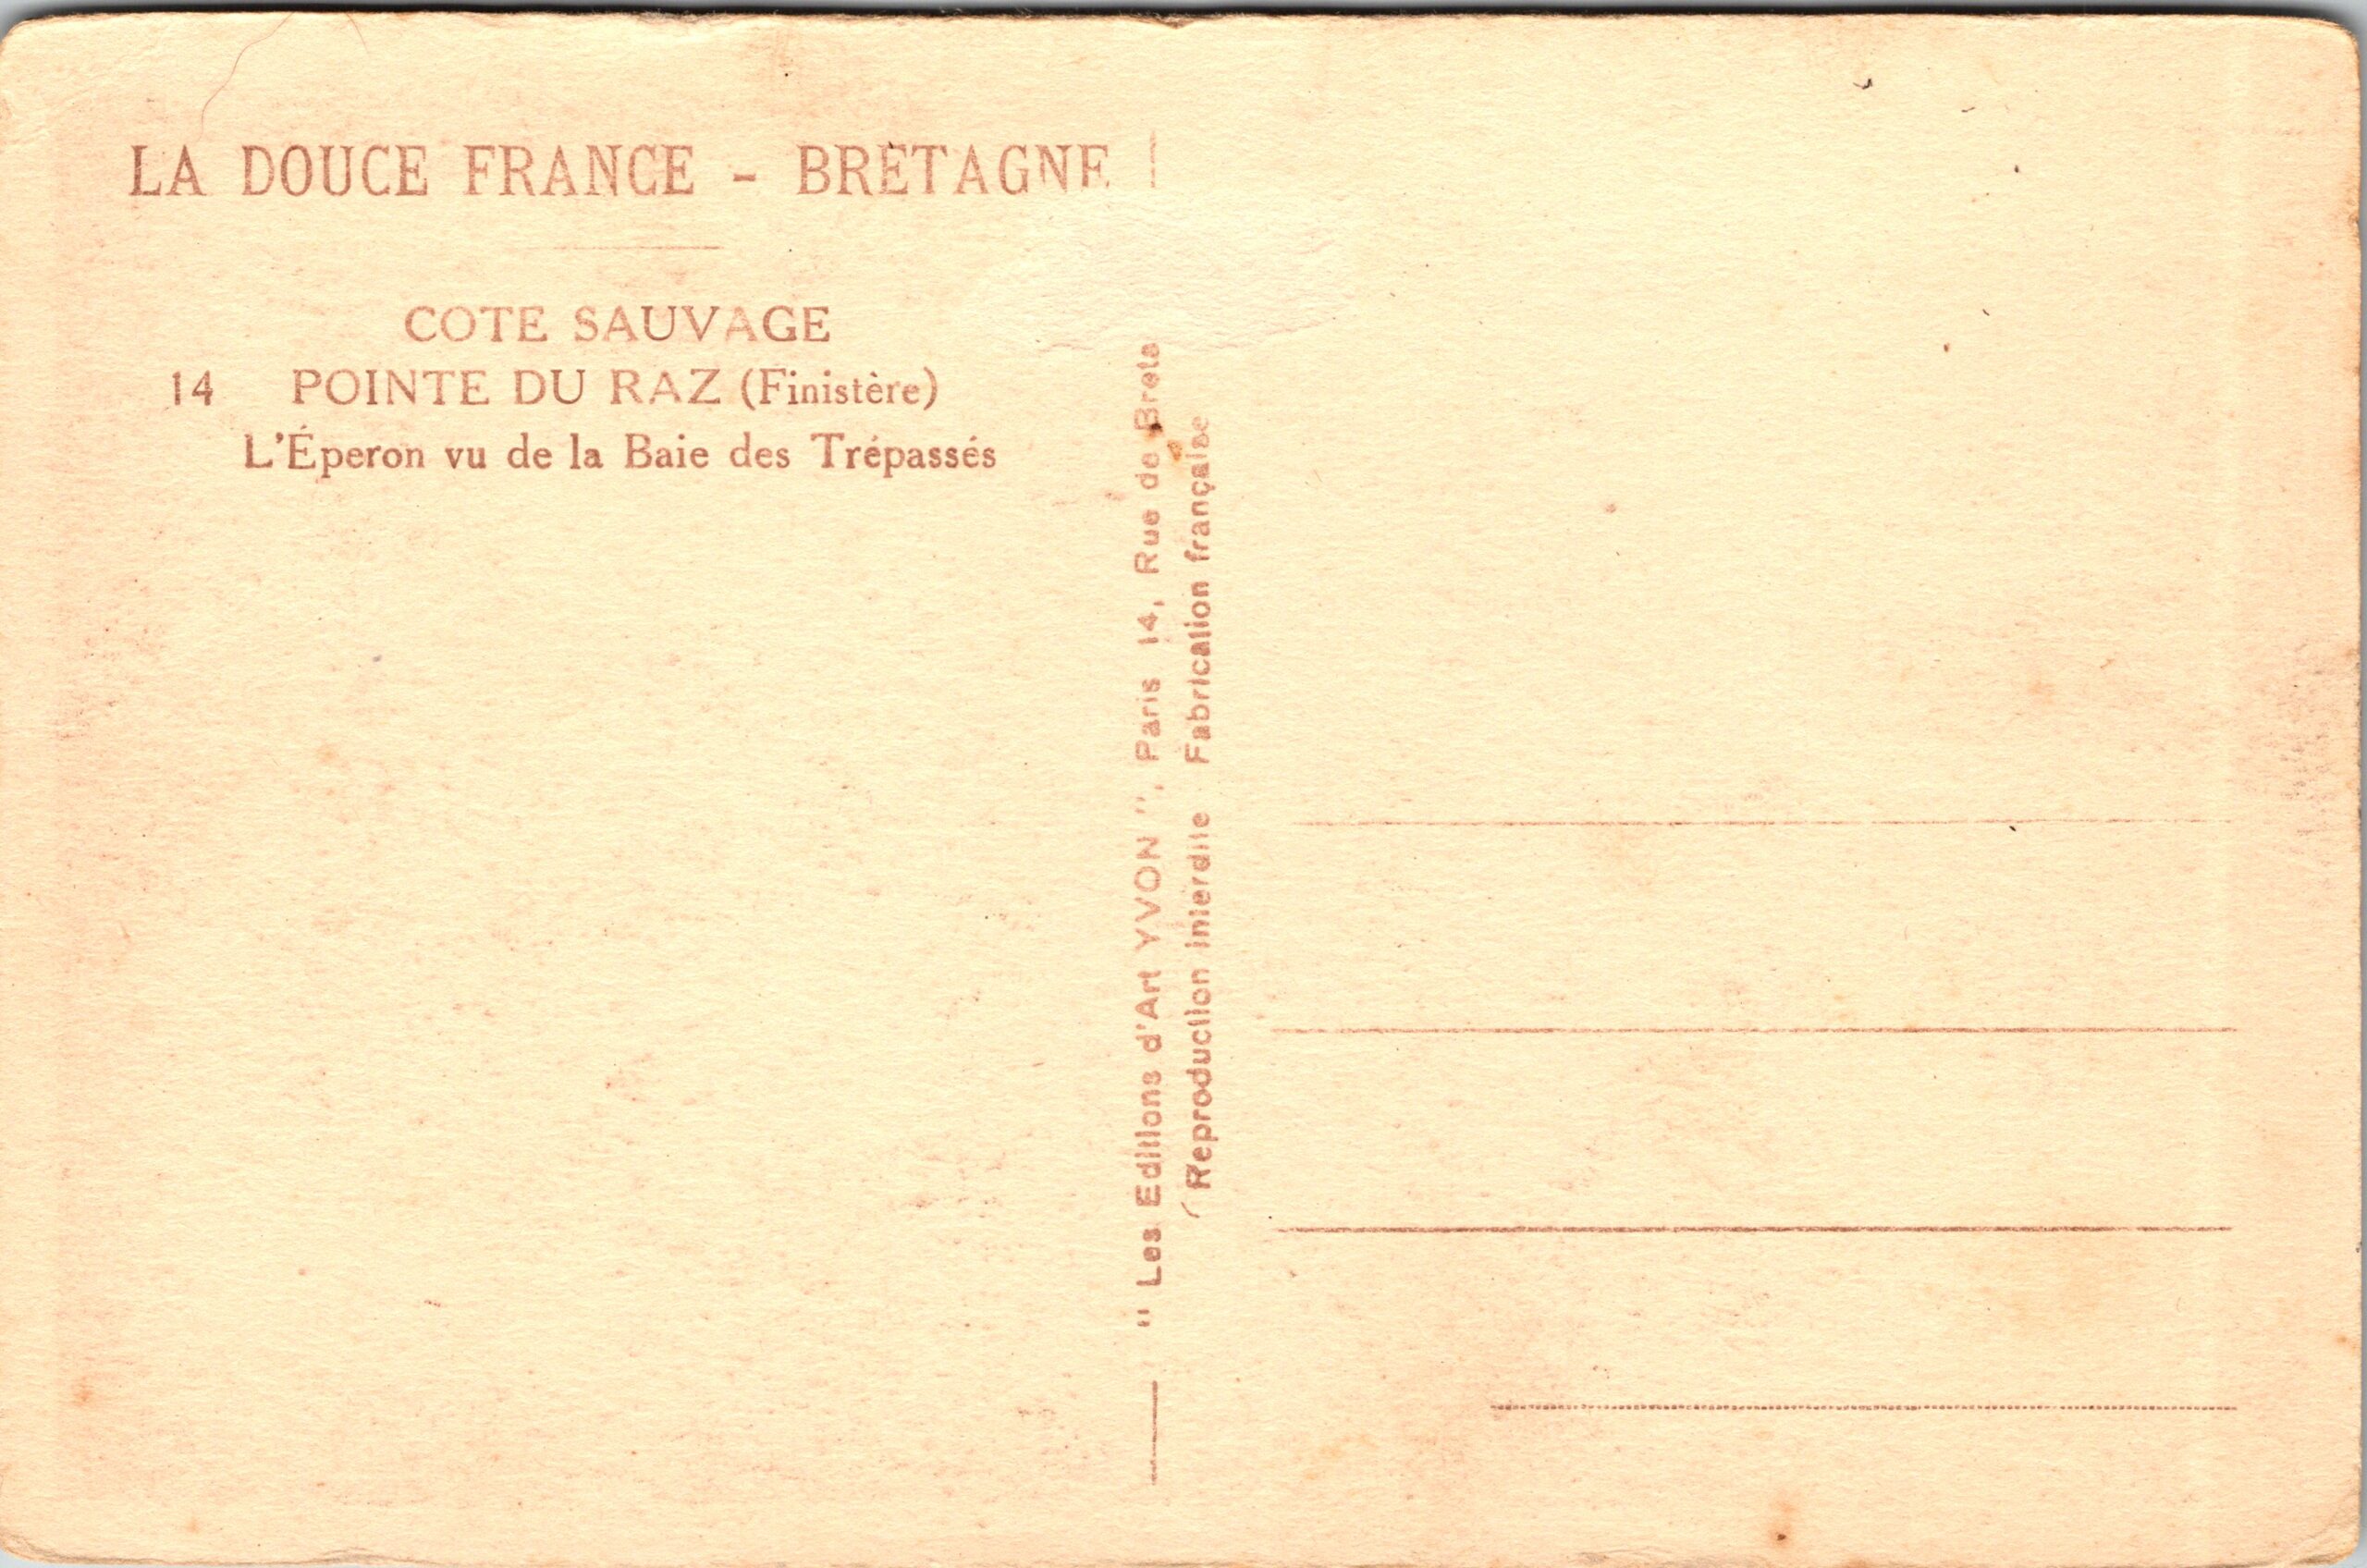 LA DOUCE FRANCE - BRETAGNE
COTE SAUVAGE
14 POINTE DU RAZ (Finistère)
L'Éperon vu de la Baie des Trépassés
" Les Editions d'Art YVON ", Paris 14, Rue de Breta
(Reproduction interdite Fabrication française